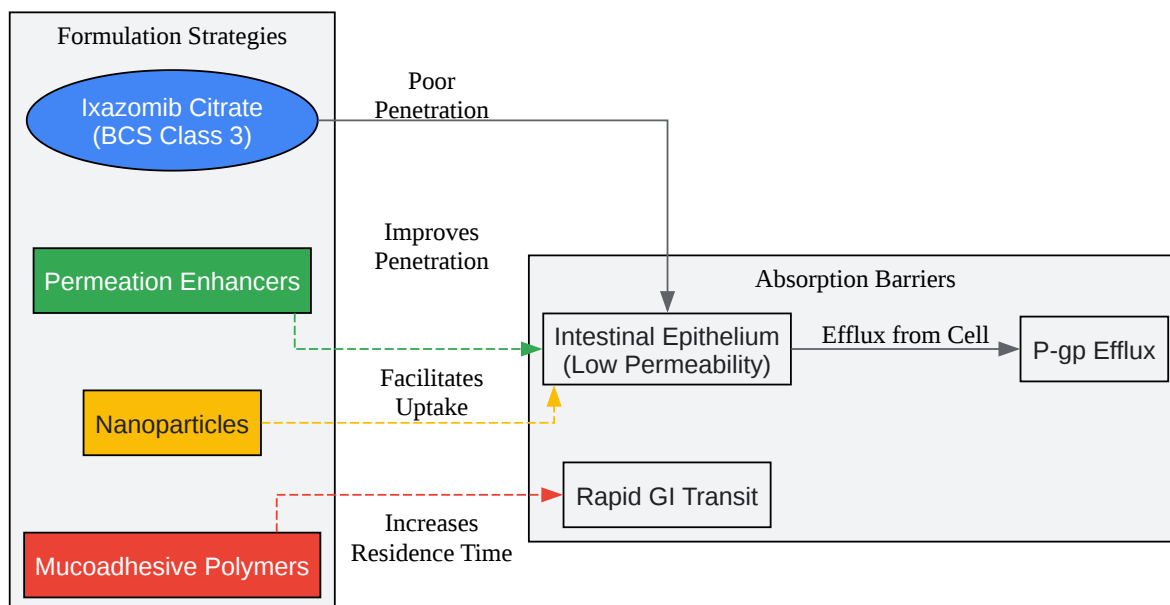 Formulation Strategies
Ixazomib Citrate
(BCS Class 3)
Poor
Penetration
Permeation Enhancers
Improves
Penetration
Nanoparticles
Facilitates
Uptake
Mucoadhesive Polymers
Increases
Residence Time
Absorption Barriers
Intestinal Epithelium
(Low Permeability)
Efflux from Cell
P-gp Efflux
Rapid GI Transit